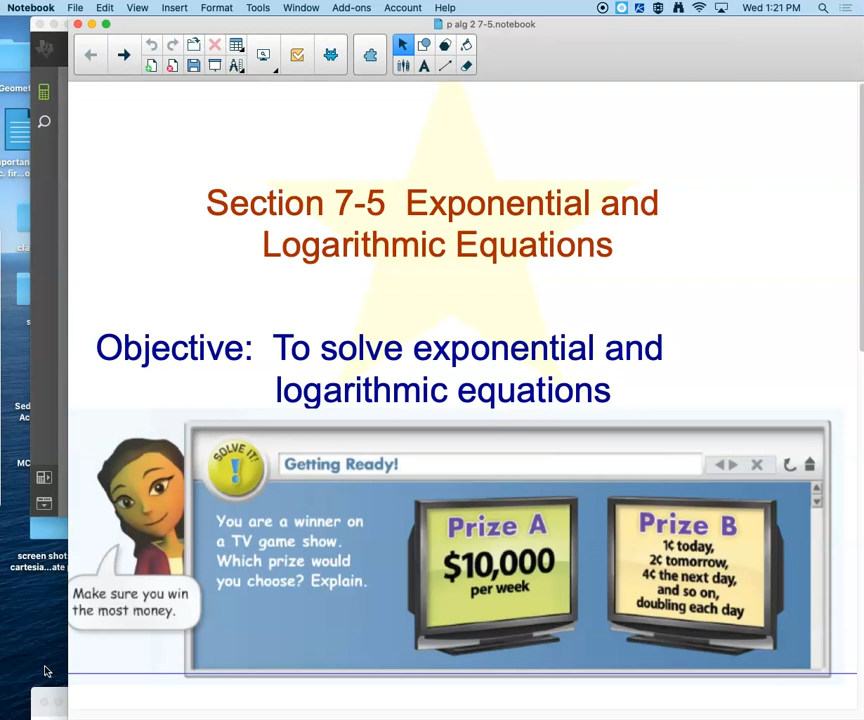 Notebook File Edit View Insert Format Tools Window Add-ons Account Help Wed 1:21 PM
p alg 2 7-5.notebook
Geomet
Section 7-5 Exponential and
Logarithmic Equations
Objective: To solve exponential and
logarithmic equations
SOLVE IT!
Getting Ready!
You are a winner on
a TV game show.
Which prize would
you choose? Explain.
Prize A
$10,000
per week
Prize B
1¢ today,
2¢ tomorrow,
4¢ the next day,
and so on,
doubling each day
Make sure you win
the most money.
screen shots
cartesia...ate